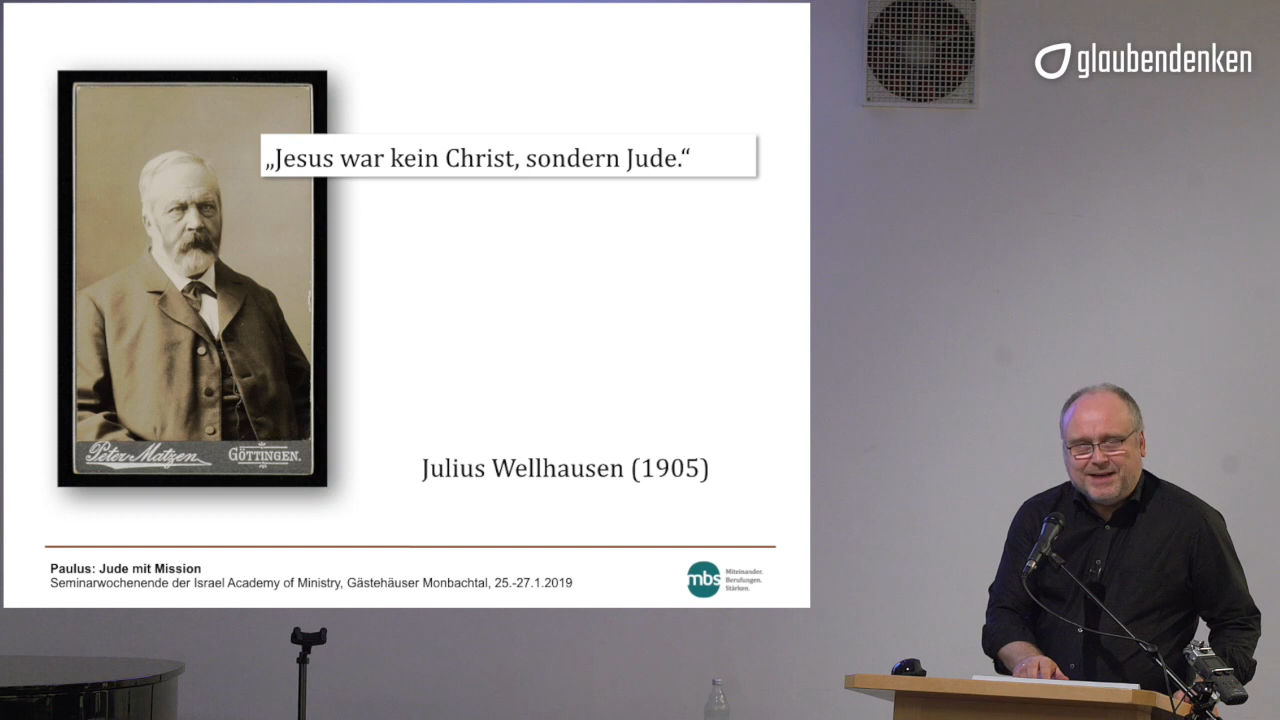 glaubendenken
„Jesus war kein Christ, sondern Jude.“
Peter Matzen. GÖTTINGEN.
Julius Wellhausen (1905)
Paulus: Jude mit Mission
Seminarwochenende der Israel Academy of Ministry, Gästehäuser Monbachtal, 25.-27.1.2019
mbs
Miteinander.
Berufungen.
Stärken.